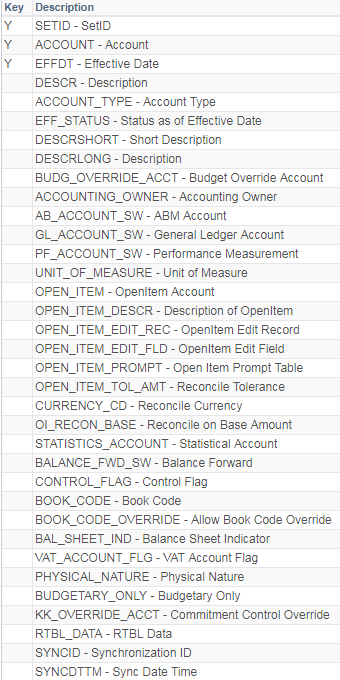 Key Description
Y SETID - SetID
Y ACCOUNT - Account
Y EFFDT - Effective Date
DESCR - Description
ACCOUNT_TYPE - Account Type
EFF_STATUS - Status as of Effective Date
DESCRSHORT - Short Description
DESCRLONG - Description
BUDG_OVERRIDE_ACCT - Budget Override Account
ACCOUNTING_OWNER - Accounting Owner
AB_ACCOUNT_SW - ABM Account
GL_ACCOUNT_SW - General Ledger Account
PF_ACCOUNT_SW - Performance Measurement
UNIT_OF_MEASURE - Unit of Measure
OPEN_ITEM - OpenItem Account
OPEN_ITEM_DESCR - Description of OpenItem
OPEN_ITEM_EDIT_REC - OpenItem Edit Record
OPEN_ITEM_EDIT_FLD - OpenItem Edit Field
OPEN_ITEM_PROMPT - Open Item Prompt Table
OPEN_ITEM_TOL_AMT - Reconcile Tolerance
CURRENCY_CD - Reconcile Currency
OI_RECON_BASE - Reconcile on Base Amount
STATISTICS_ACCOUNT - Statistical Account
BALANCE_FWD_SW - Balance Forward
CONTROL_FLAG - Control Flag
BOOK_CODE - Book Code
BOOK_CODE_OVERRIDE - Allow Book Code Override
BAL_SHEET_IND - Balance Sheet Indicator
VAT_ACCOUNT_FLG - VAT Account Flag
PHYSICAL_NATURE - Physical Nature
BUDGETARY_ONLY - Budgetary Only
KK_OVERRIDE_ACCT - Commitment Control Override
RTBL_DATA - RTBL Data
SYNCID - Synchronization ID
SYNCDTTM - Sync Date Time